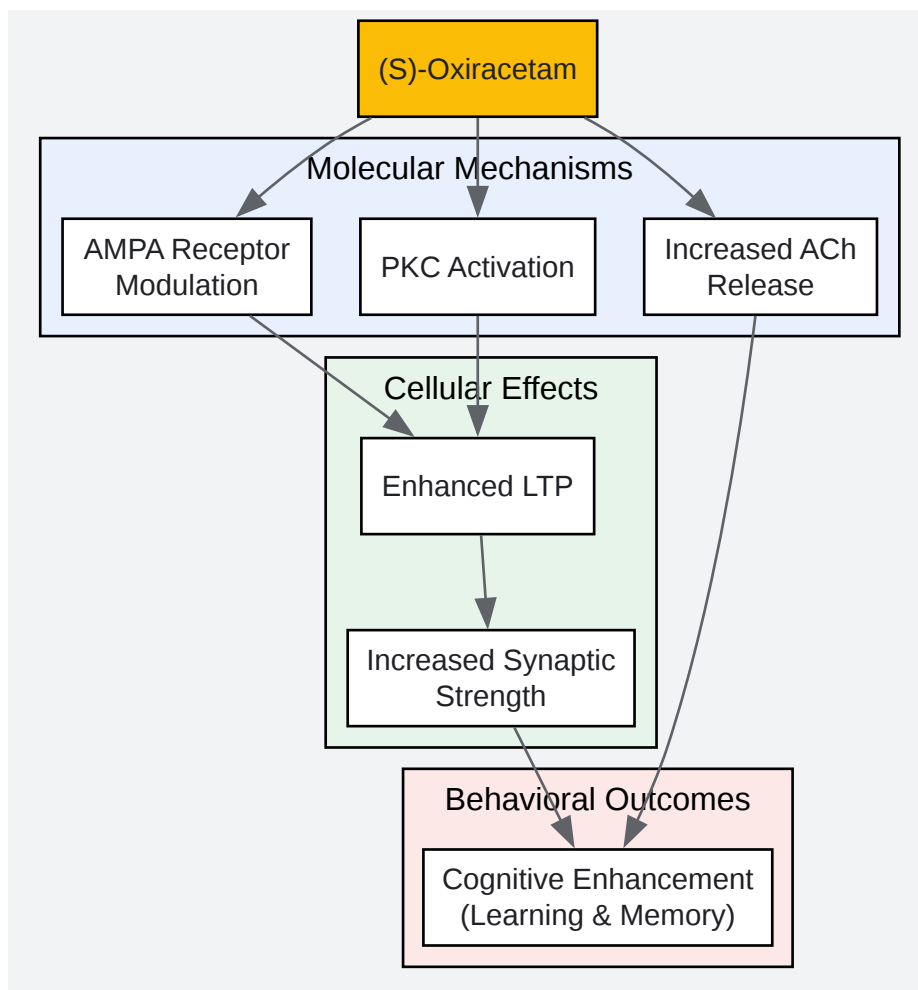 (S)-Oxiracetam
Molecular Mechanisms
AMPA Receptor
Modulation
PKC Activation
Increased ACh
Release
Cellular Effects
Enhanced LTP
Increased Synaptic
Strength
Behavioral Outcomes
Cognitive Enhancement
(Learning & Memory)